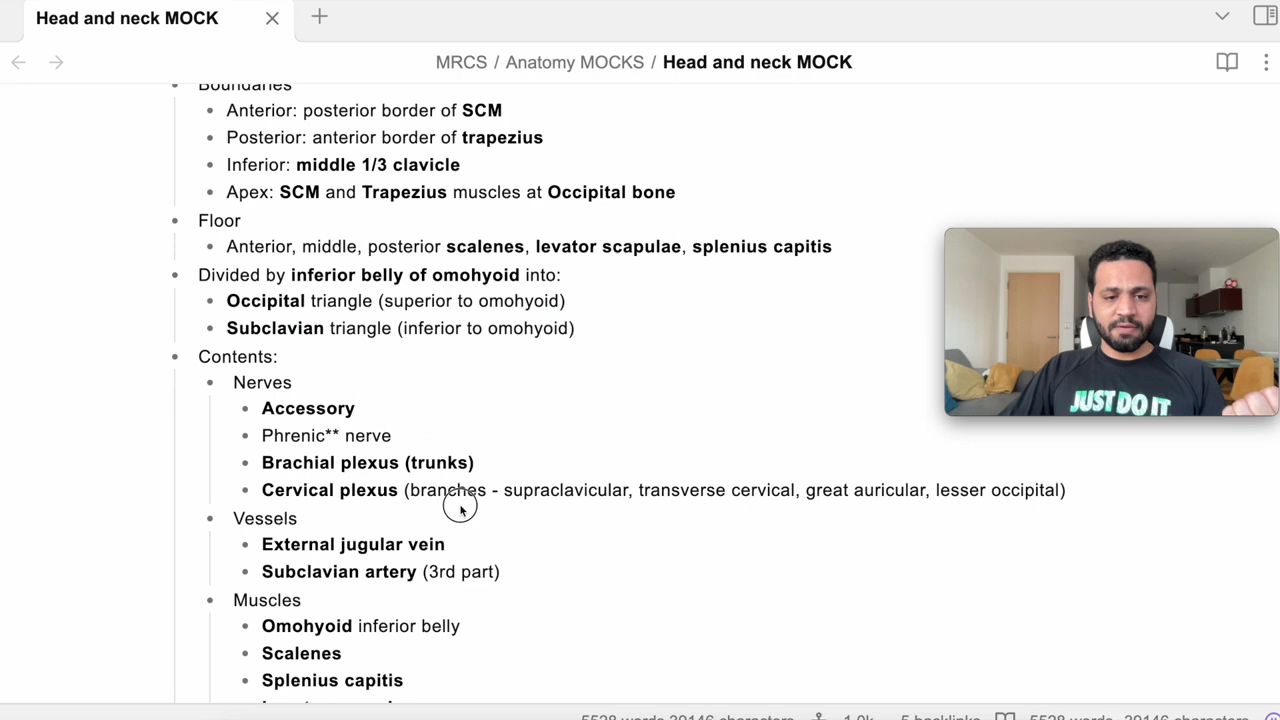 Head and neck MOCK
MRCS / Anatomy MOCKS / Head and neck MOCK
Boundaries
Anterior: posterior border of SCM
Posterior: anterior border of trapezius
Inferior: middle 1/3 clavicle
Apex: SCM and Trapezius muscles at Occipital bone
Floor
Anterior, middle, posterior scalenes, levator scapulae, splenius capitis
Divided by inferior belly of omohyoid into:
Occipital triangle (superior to omohyoid)
Subclavian triangle (inferior to omohyoid)
Contents:
Nerves
Accessory
Phrenic** nerve
Brachial plexus (trunks)
Cervical plexus (branches - supraclavicular, transverse cervical, great auricular, lesser occipital)
Vessels
External jugular vein
Subclavian artery (3rd part)
Muscles
Omohyoid inferior belly
Scalenes
Splenius capitis
JUST DO IT